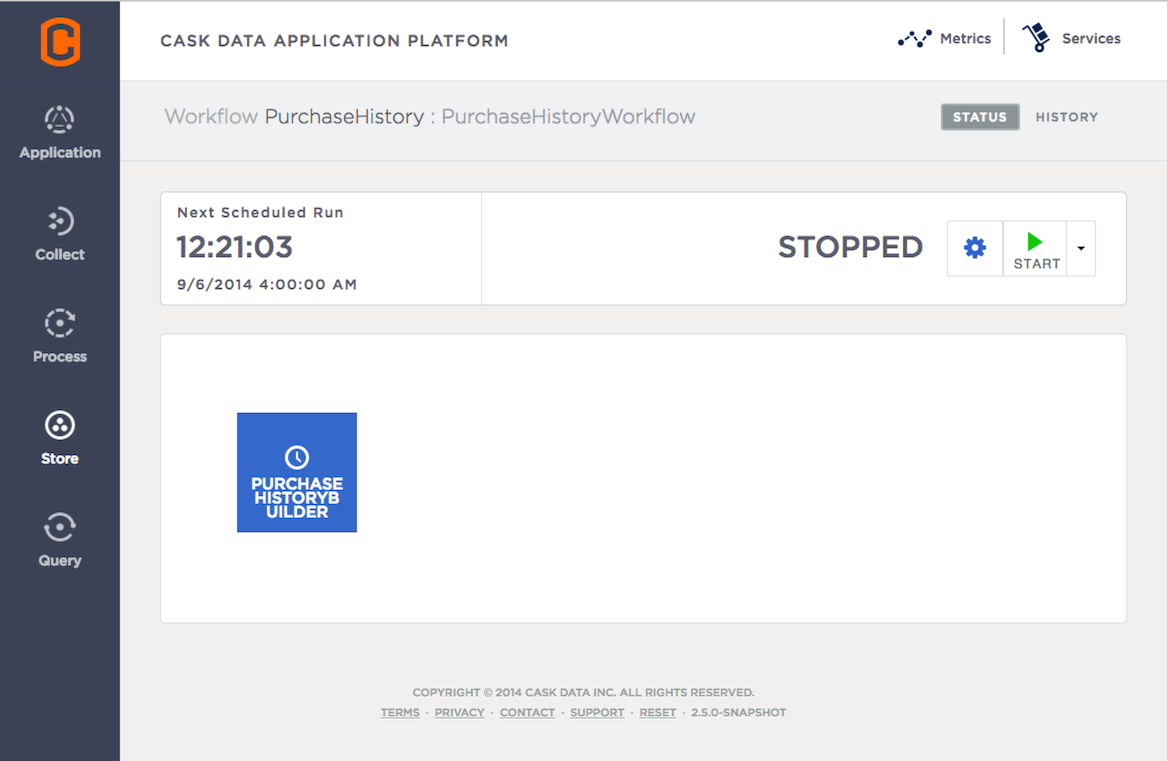 CASK DATA APPLICATION PLATFORM
Metrics
Services
Application
Collect
Process
Store
Query
Workflow PurchaseHistory : PurchaseHistoryWorkflow
STATUS
HISTORY
Next Scheduled Run
12:21:03
9/6/2014 4:00:00 AM
STOPPED
START
PURCHASE
HISTORYB
UILDER
COPYRIGHT © 2014 CASK DATA INC. ALL RIGHTS RESERVED.
TERMS · PRIVACY · CONTACT · SUPPORT · RESET · 2.5.0-SNAPSHOT